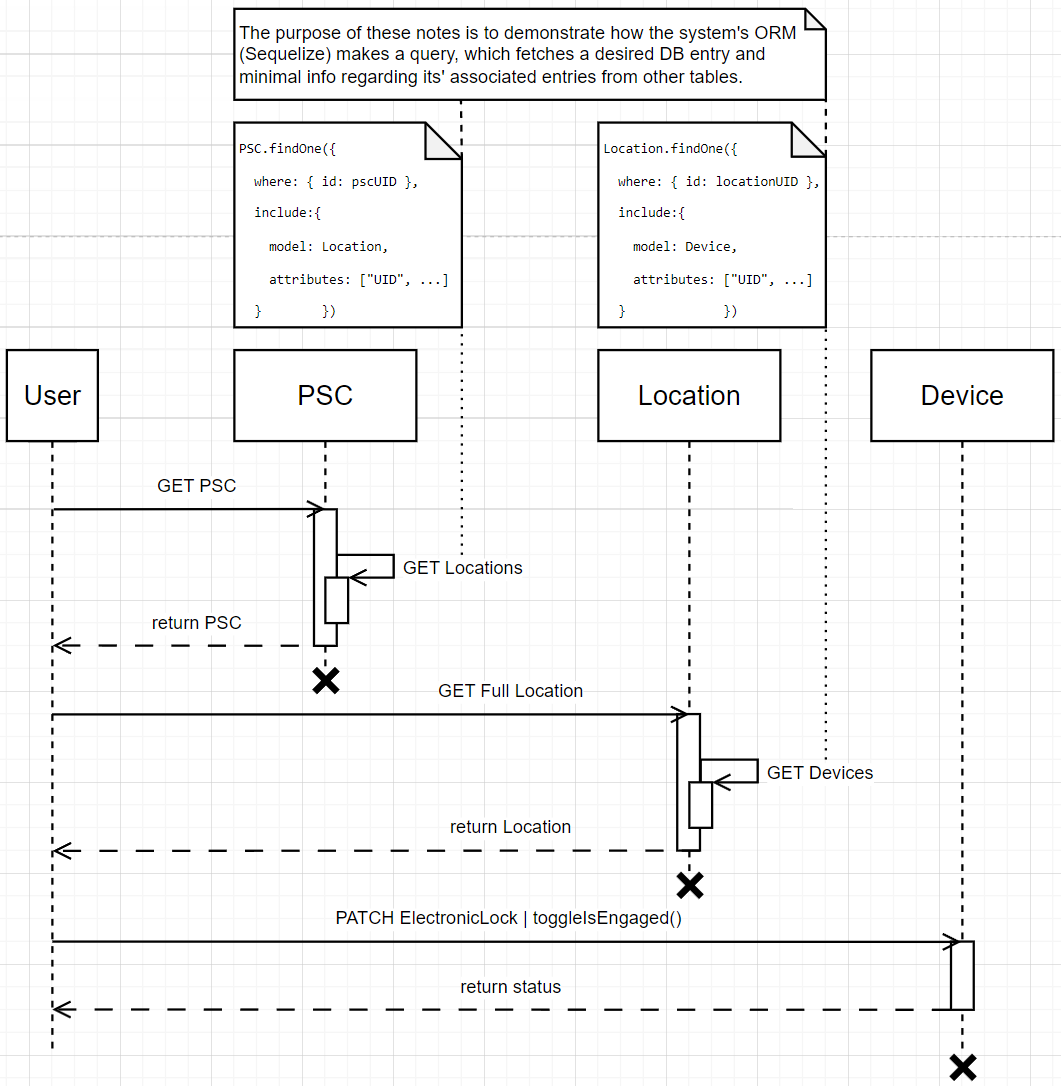 The purpose of these notes is to demonstrate how the system's ORM
(Sequelize) makes a query, which fetches a desired DB entry and
minimal info regarding its' associated entries from other tables.
PSC.findOne({
where: { id: pscUID },
include:{
model: Location,
attributes: ["UID", ...]
} })
Location.findOne({
where: { id: locationUID },
include:{
model: Device,
attributes: ["UID", ...]
} })
User
PSC
Location
Device
GET PSC
GET Locations
return PSC
GET Full Location
GET Devices
return Location
PATCH ElectronicLock | toggleIsEngaged()
return status